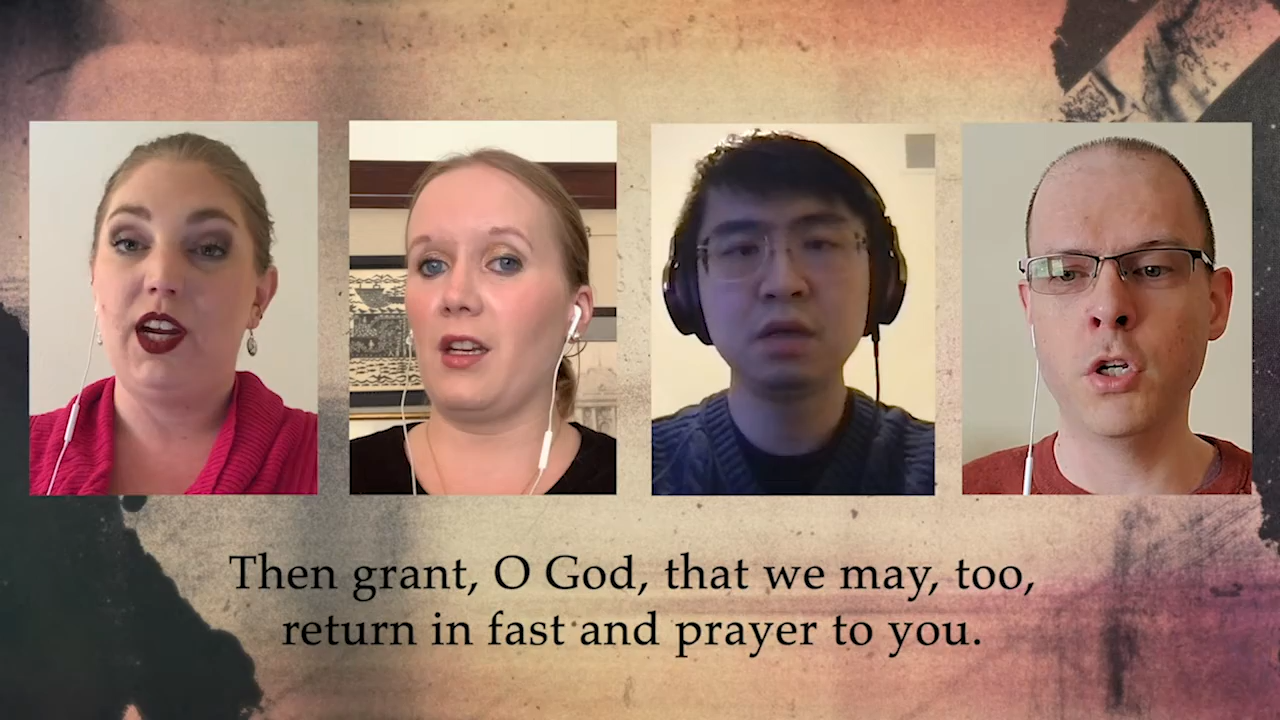 Then grant, O God, that we may, too,
return in fast and prayer to you.